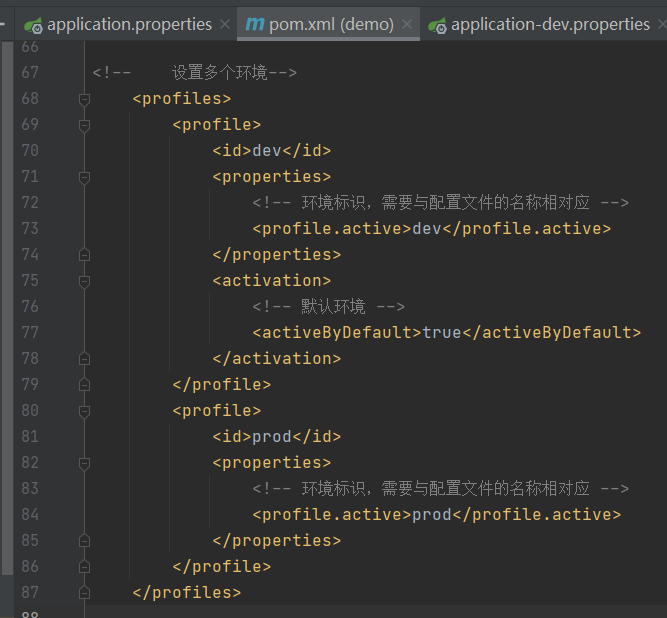 application.properties × m pom.xml (demo) × application-dev.properties ×
66
67 <!--    设置多个环境-->
68 <profiles>
69 <profile>
70 <id>dev</id>
71 <properties>
72 <!-- 环境标识，需要与配置文件的名称相对应 -->
73 <profile.active>dev</profile.active>
74 </properties>
75 <activation>
76 <!-- 默认环境 -->
77 <activeByDefault>true</activeByDefault>
78 </activation>
79 </profile>
80 <profile>
81 <id>prod</id>
82 <properties>
83 <!-- 环境标识，需要与配置文件的名称相对应 -->
84 <profile.active>prod</profile.active>
85 </properties>
86 </profile>
87 </profiles>
88